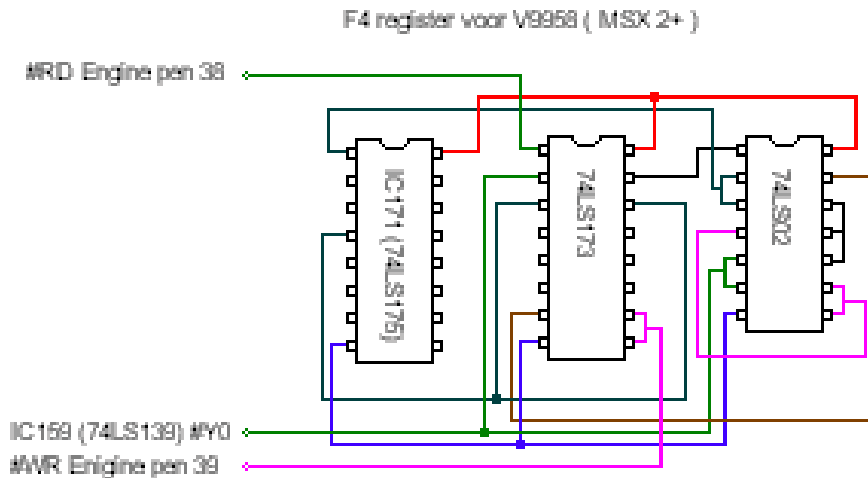 F4 register voor V9958 ( MSX 2+ )
#RD Engine pen 38
IC171 (74LS175)
74LS173
74LS02
IC159 (74LS139) #Y0
#WR Enigine pen 39